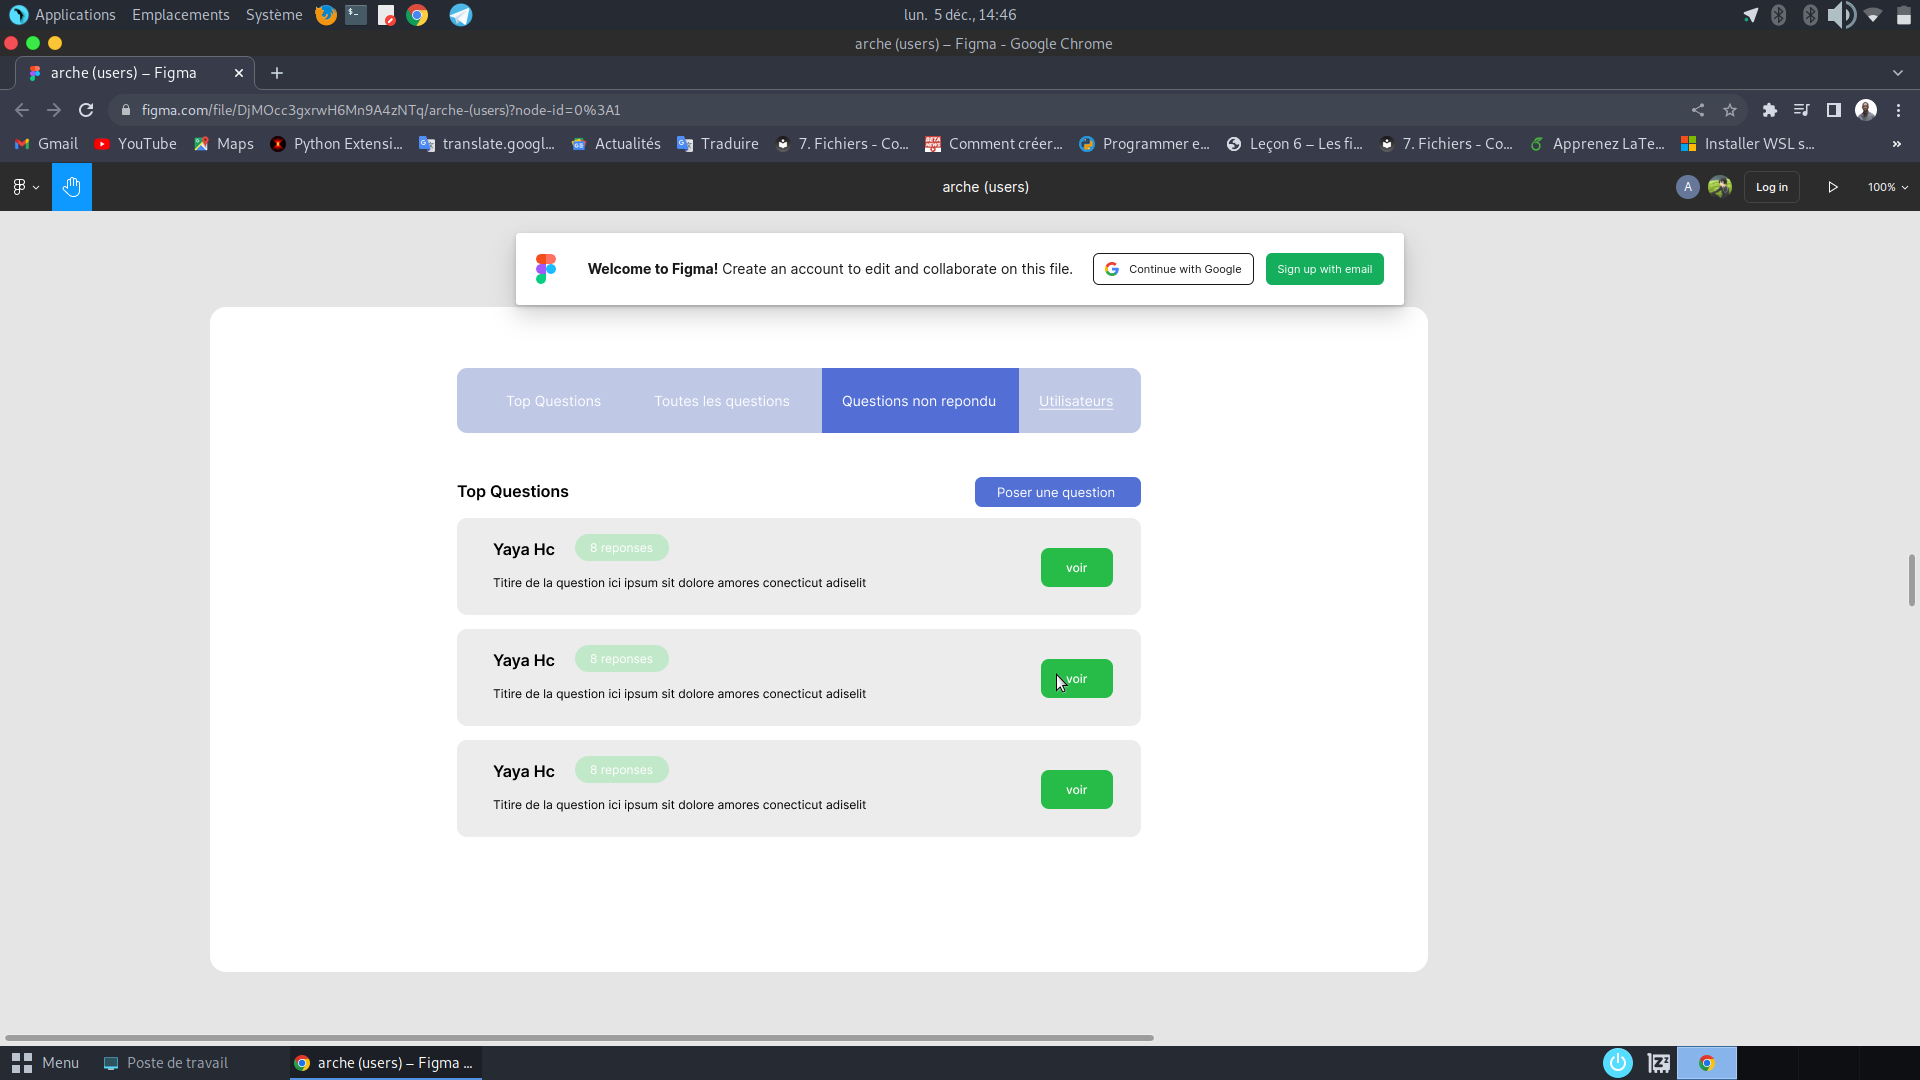 Applications Emplacements Système lun. 5 déc., 14:46
arche (users) – Figma - Google Chrome
arche (users) – Figma
figma.com/file/DjMOcc3gxrwH6Mn9A4zNTq/arche-(users)?node-id=0%3A1
Gmail YouTube Maps Python Extensi... translate.googl... Actualités Traduire 7. Fichiers - Co... Comment créer... Programmer e... Leçon 6 – Les fi... 7. Fichiers - Co... Apprenez LaTe... Installer WSL s... »
arche (users) A Log in 100%
Welcome to Figma! Create an account to edit and collaborate on this file. Continue with Google Sign up with email
Top Questions Toutes les questions Questions non repondu Utilisateurs
Top Questions Poser une question
Yaya Hc 8 reponses
voir
Titire de la question ici ipsum sit dolore amores conecticut adiselit
Yaya Hc 8 reponses
voir
Titire de la question ici ipsum sit dolore amores conecticut adiselit
Yaya Hc 8 reponses
voir
Titire de la question ici ipsum sit dolore amores conecticut adiselit
Menu Poste de travail arche (users) – Figma ...